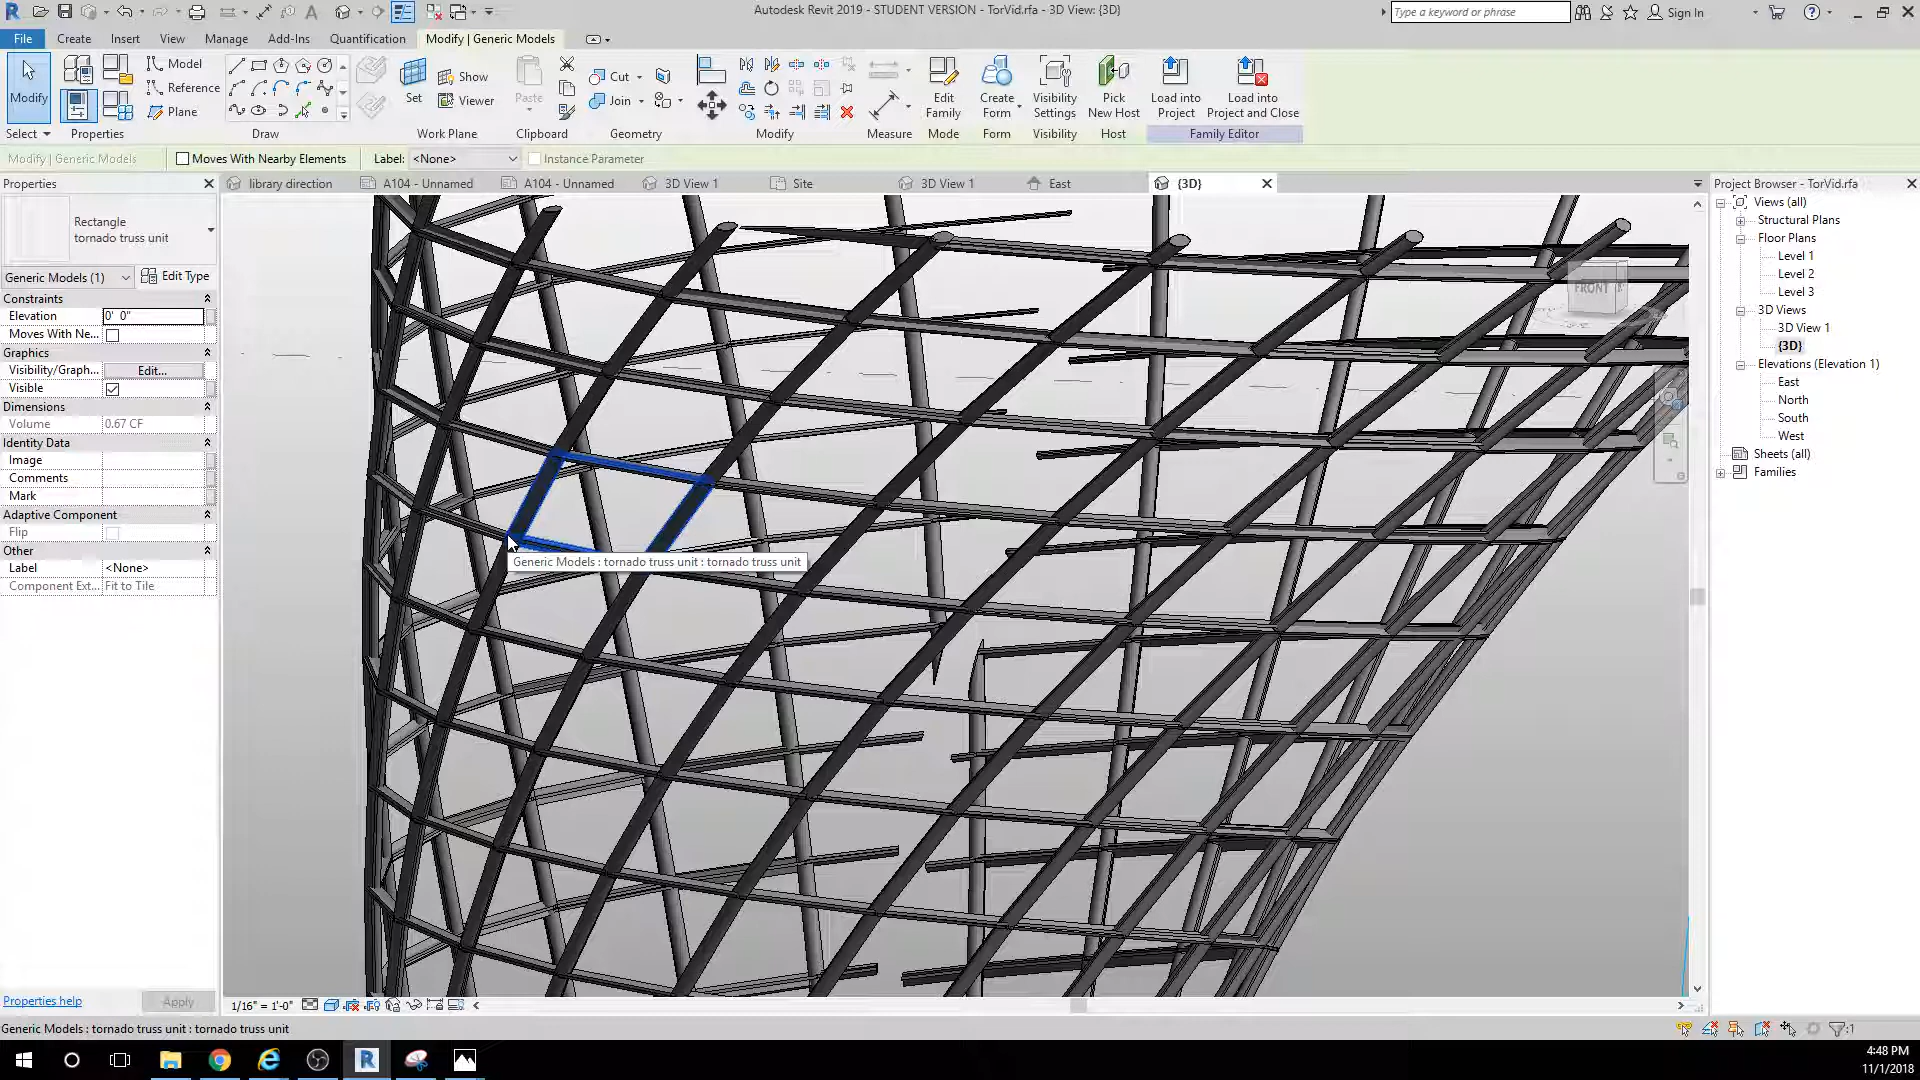 Autodesk Revit 2019 - STUDENT VERSION - TorVid.rfa - 3D View: {3D}
Type a keyword or phrase
Sign In
File Create Insert View Manage Add-Ins Quantification Modify | Generic Models
Modify
Model
Reference
Plane
Set
Show
Viewer
Paste
Cut
Join
Edit
Family
Create
Form
Visibility
Settings
Pick
New Host
Load into
Project
Load into
Project and Close
Select Properties Draw Work Plane Clipboard Geometry Modify Measure Mode Form Visibility Host Family Editor
Modify | Generic Models Moves With Nearby Elements Label: <None> Instance Parameter
Properties
library direction A104 - Unnamed A104 - Unnamed 3D View 1 Site 3D View 1 East {3D}
Project Browser - TorVid.rfa
Rectangle
tornado truss unit
Generic Models (1) Edit Type
Constraints
Elevation 0' 0"
Moves With Ne...
Graphics
Visibility/Graph... Edit...
Visible
Dimensions
Volume 0.67 CF
Identity Data
Image
Comments
Mark
Adaptive Component
Flip
Other
Label <None>
Component Ext... Fit to Tile
Properties help Apply
FRONT
Generic Models : tornado truss unit : tornado truss unit
Views (all)
Structural Plans
Floor Plans
Level 1
Level 2
Level 3
3D Views
3D View 1
{3D}
Elevations (Elevation 1)
East
North
South
West
Sheets (all)
Families
1/16" = 1'-0"
Generic Models : tornado truss unit : tornado truss unit
:1
4:48 PM
11/1/2018